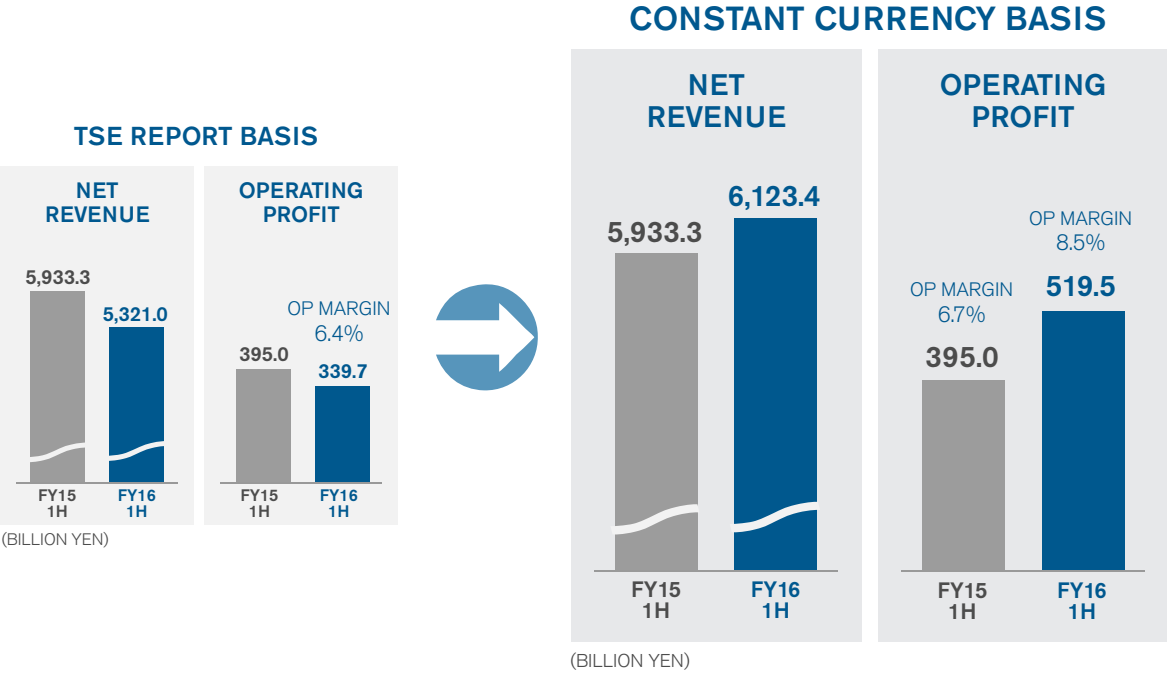 TSE REPORT BASIS
NET
REVENUE
5,933.3
5,321.0
FY15
1H
FY16
1H
OPERATING
PROFIT
OP MARGIN
6.4%
395.0
339.7
FY15
1H
FY16
1H
(BILLION YEN)
CONSTANT CURRENCY BASIS
NET
REVENUE
5,933.3
6,123.4
FY15
1H
FY16
1H
OPERATING
PROFIT
OP MARGIN
6.7%
395.0
OP MARGIN
8.5%
519.5
FY15
1H
FY16
1H
(BILLION YEN)